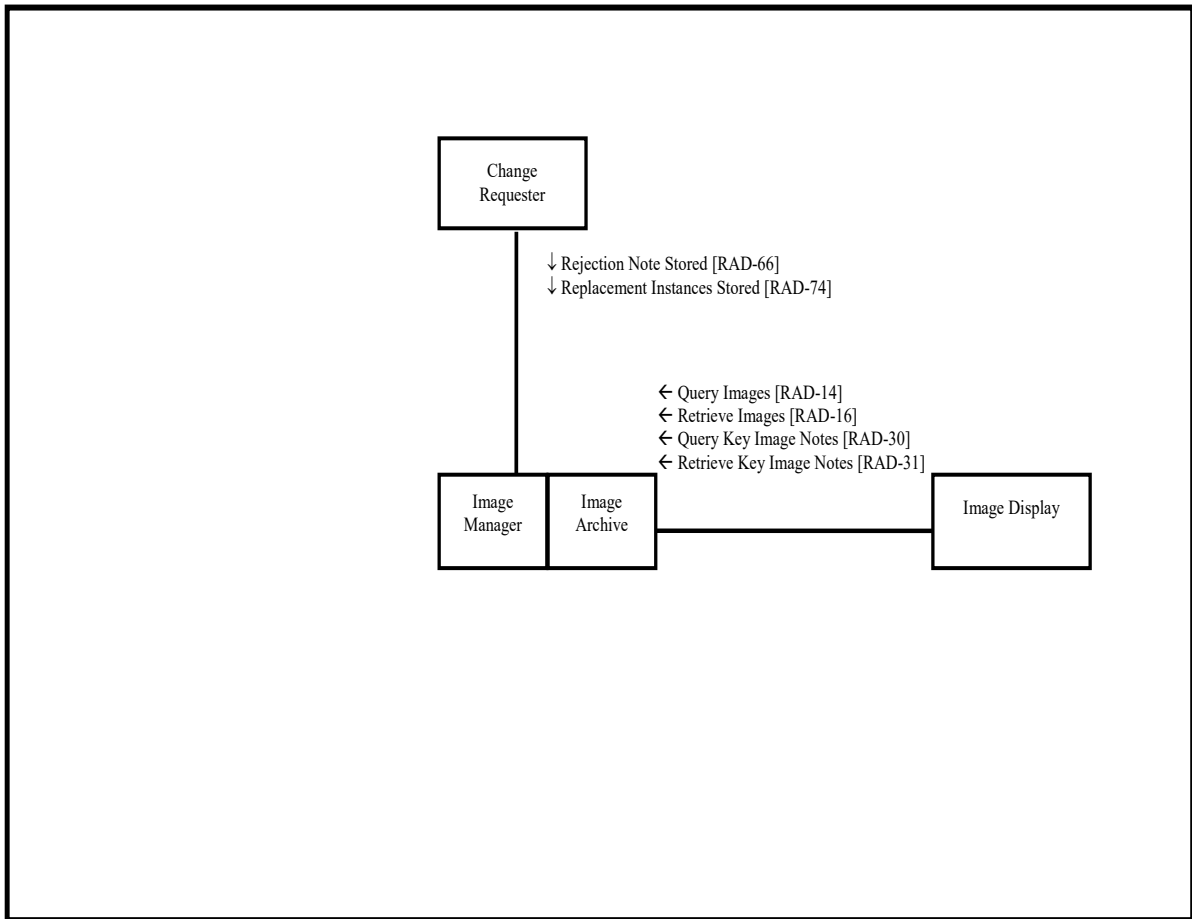 Change
Requester
↓ Rejection Note Stored [RAD-66]
↓ Replacement Instances Stored [RAD-74]
← Query Images [RAD-14]
← Retrieve Images [RAD-16]
← Query Key Image Notes [RAD-30]
← Retrieve Key Image Notes [RAD-31]
Image
Manager
Image
Archive
Image Display